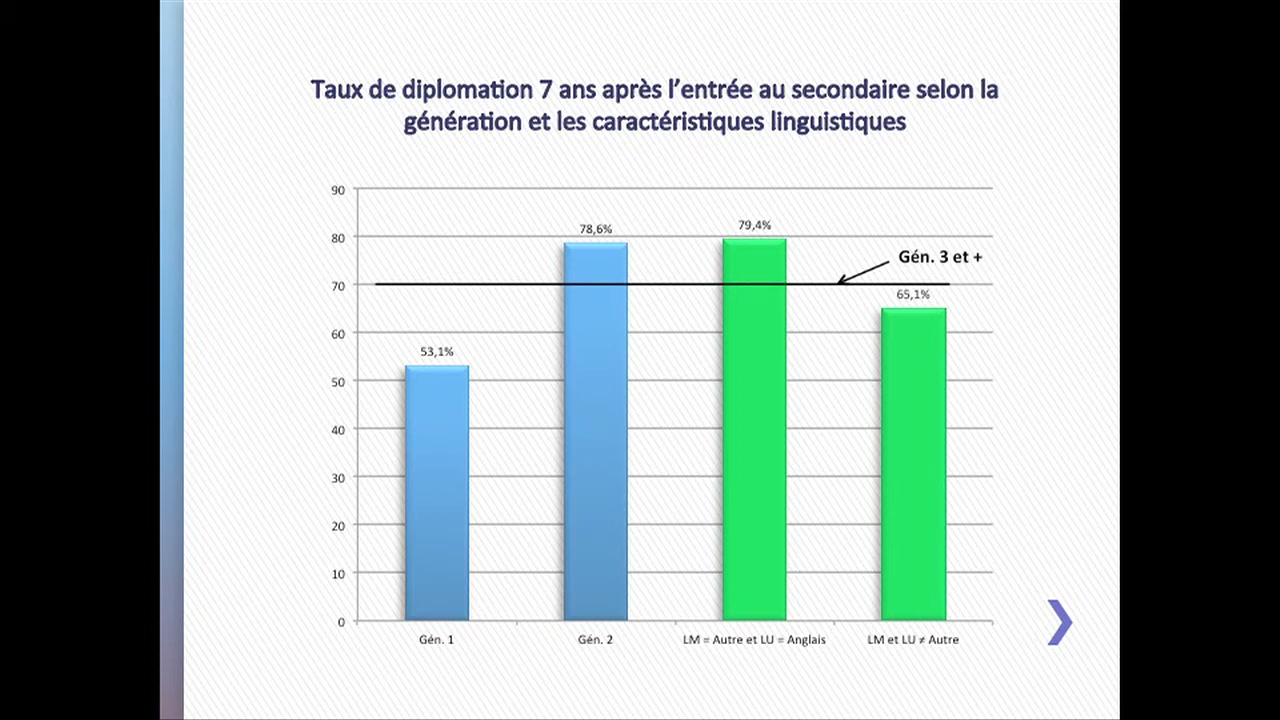 Taux de diplomation 7 ans après l'entrée au secondaire selon la
génération et les caractéristiques linguistiques
90
80
70
60
50
40
30
20
10
0
53,1%
78,6%
79,4%
65,1%
Gén. 3 et +
Gén. 1
Gén. 2
LM = Autre et LU = Anglais
LM et LU ≠ Autre